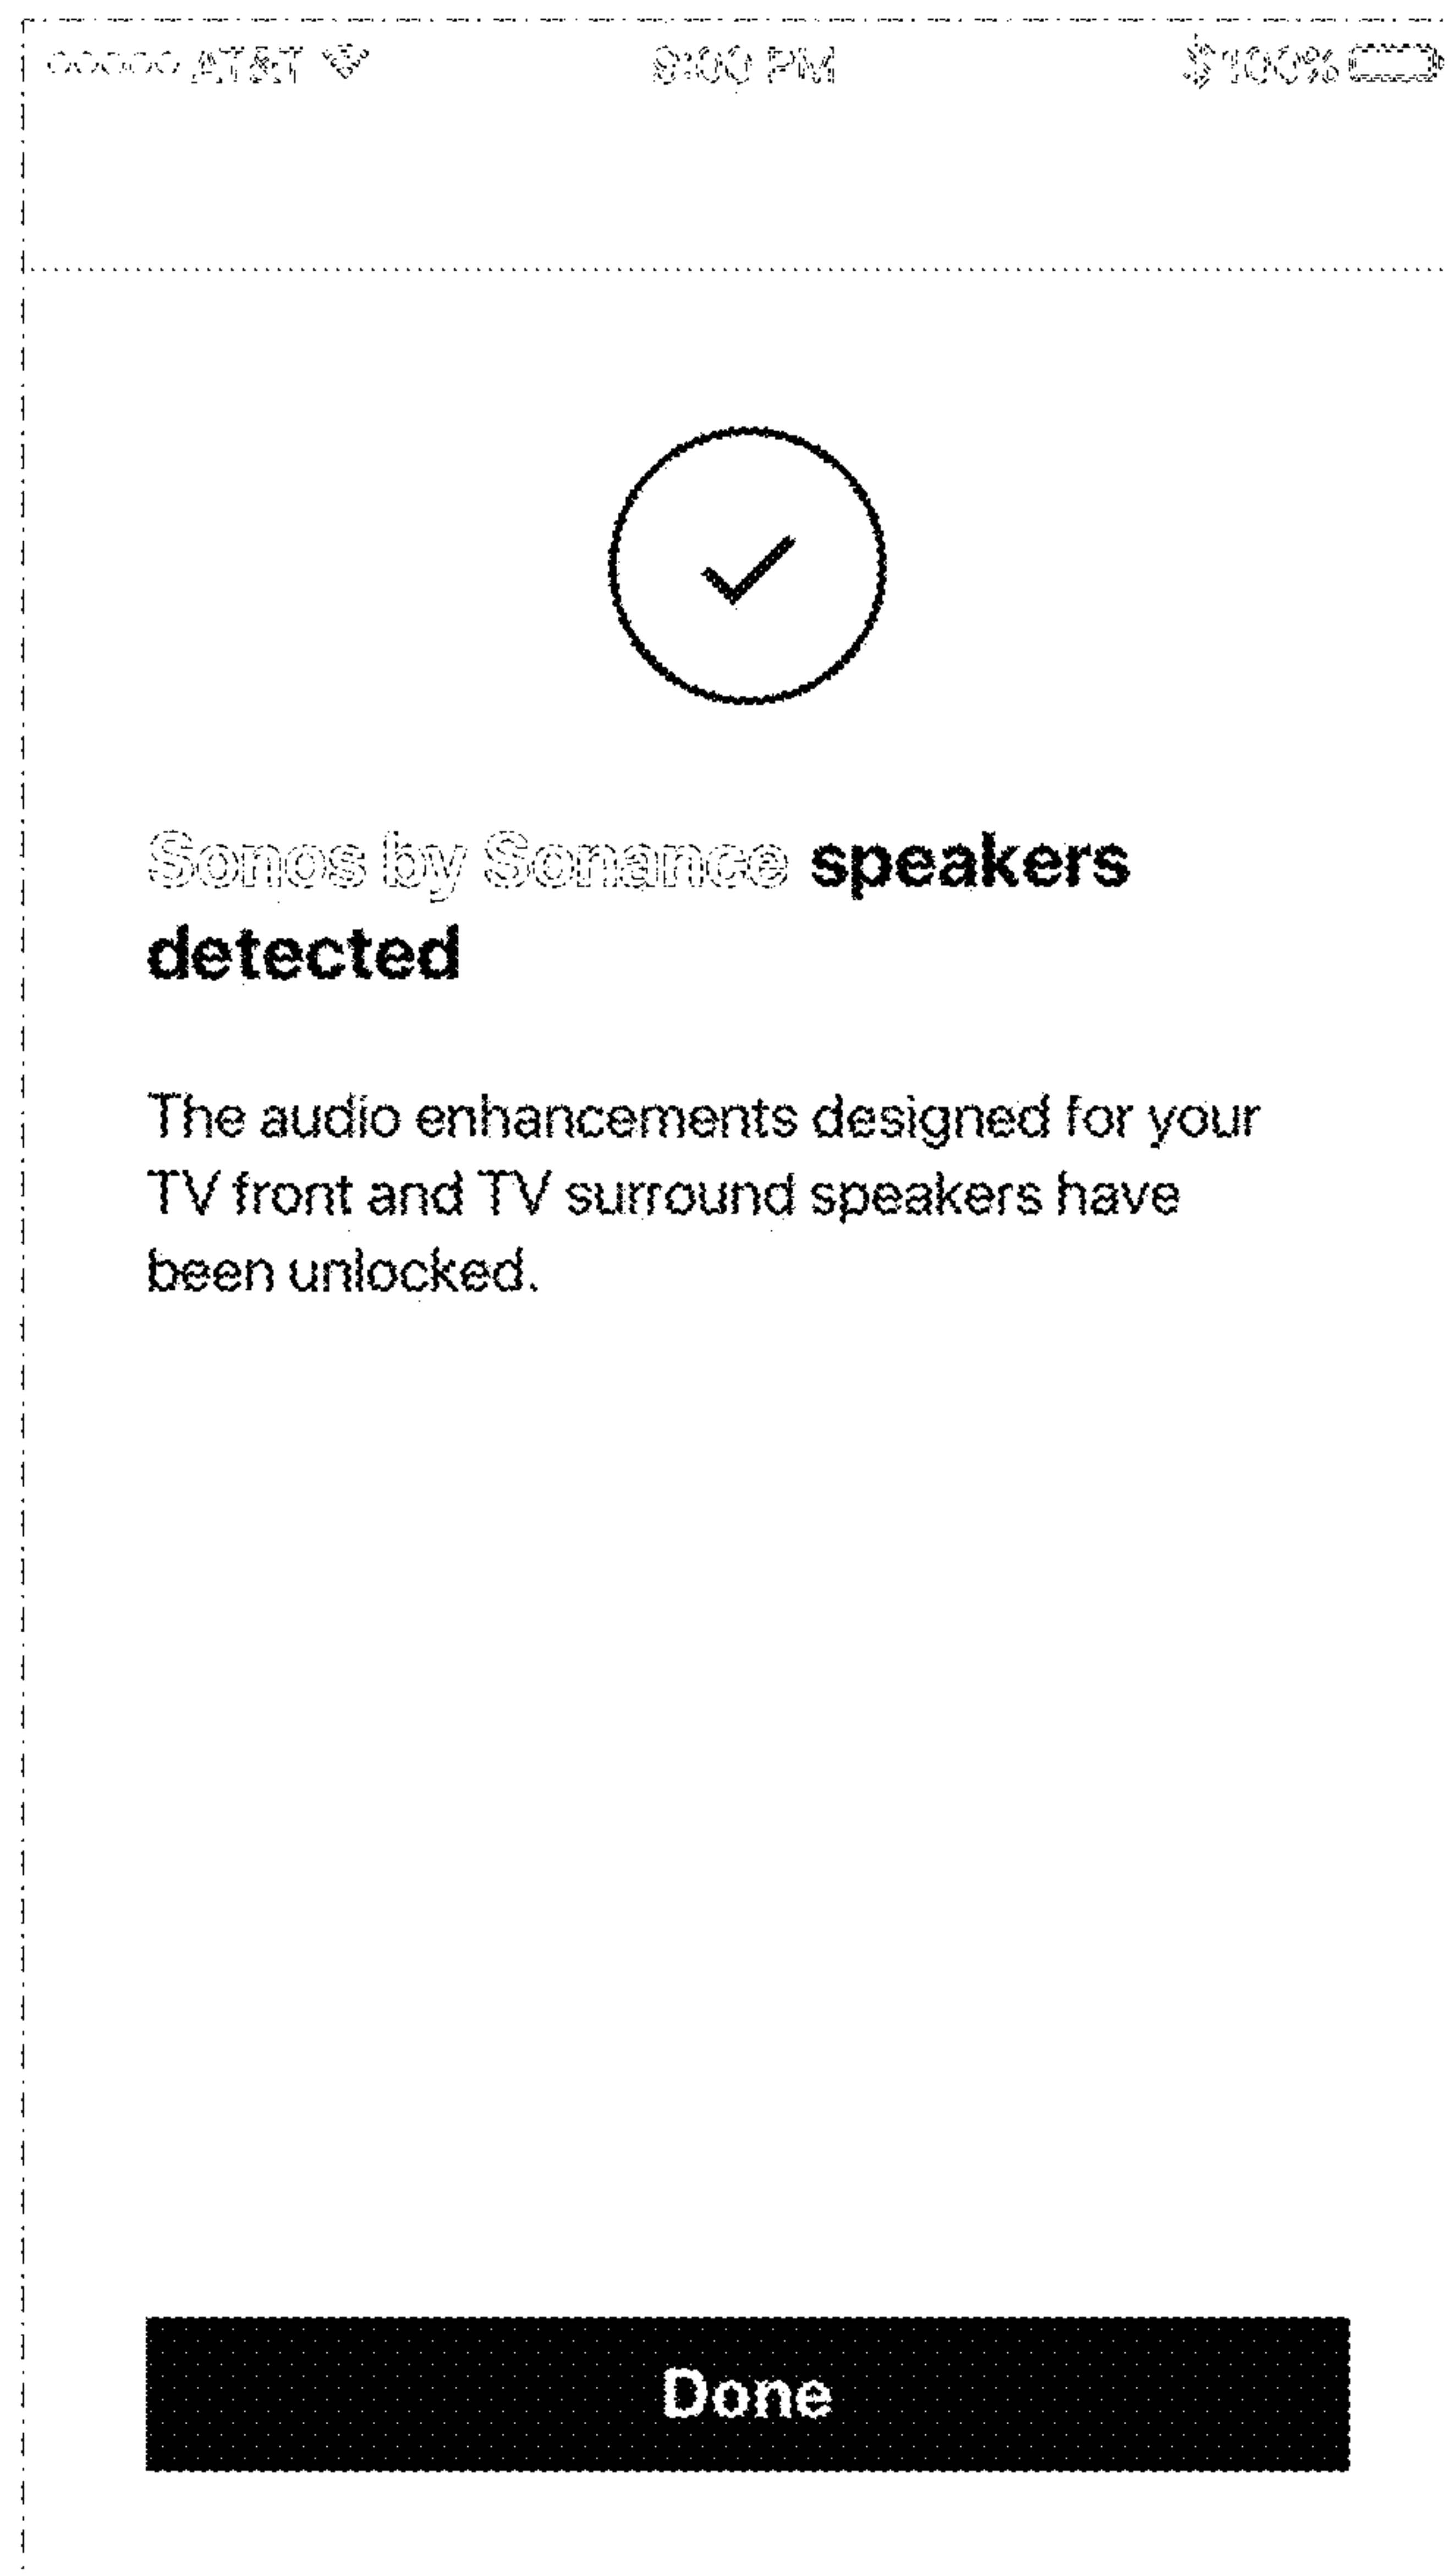 AT&T 9:00 PM 100%
Sonos by Sonance speakers
detected
The audio enhancements designed for your
TV front and TV surround speakers have
been unlocked.
Done